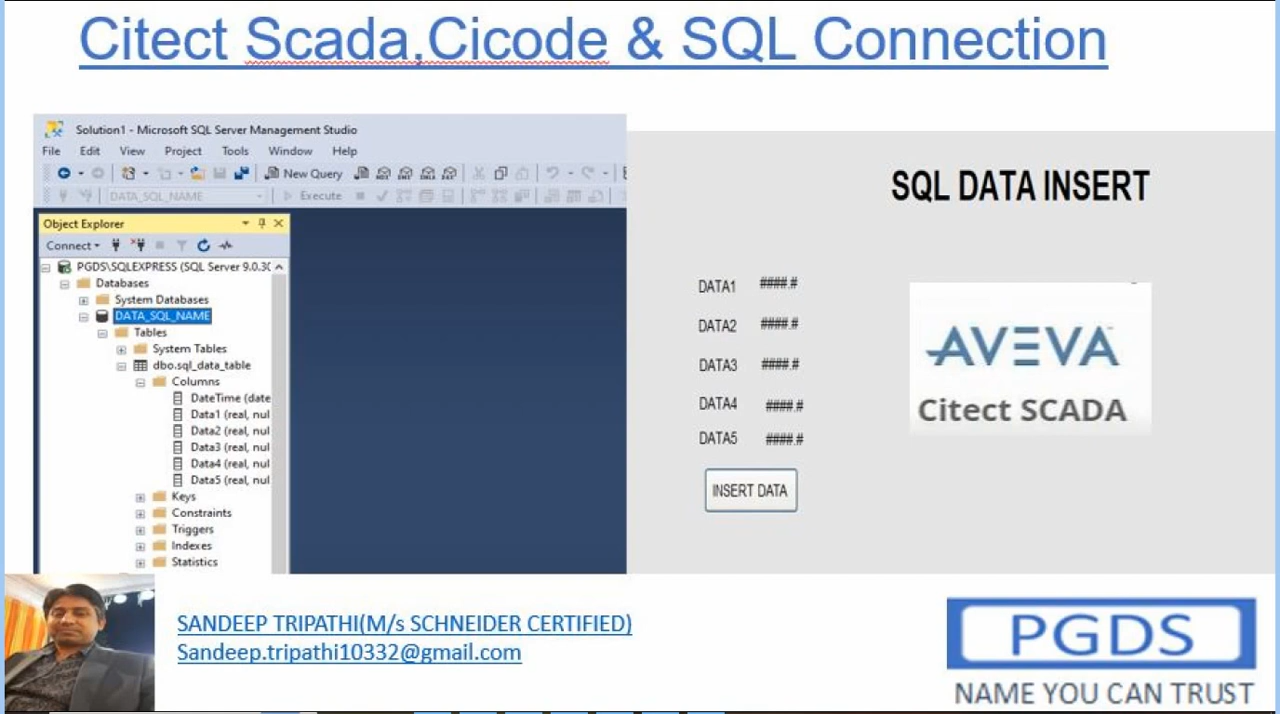 Citect Scada,Cicode & SQL Connection
Solution1 - Microsoft SQL Server Management Studio
File Edit View Project Tools Window Help
New Query
DATA_SQL_NAME Execute
Object Explorer
Connect
PGDS\SQLEXPRESS (SQL Server 9.0.30
Databases
System Databases
DATA_SQL_NAME
Tables
System Tables
dbo.sql_data_table
Columns
DateTime (date
Data1 (real, nul
Data2 (real, nul
Data3 (real, nul
Data4 (real, nul
Data5 (real, nul
Keys
Constraints
Triggers
Indexes
Statistics
SQL DATA INSERT
DATA1 ####.#
DATA2 ####.#
DATA3 ####.#
DATA4 ####.#
DATA5 ####.#
INSERT DATA
AVEVA
Citect SCADA
SANDEEP TRIPATHI(M/s SCHNEIDER CERTIFIED)
Sandeep.tripathi10332@gmail.com
PGDS
NAME YOU CAN TRUST